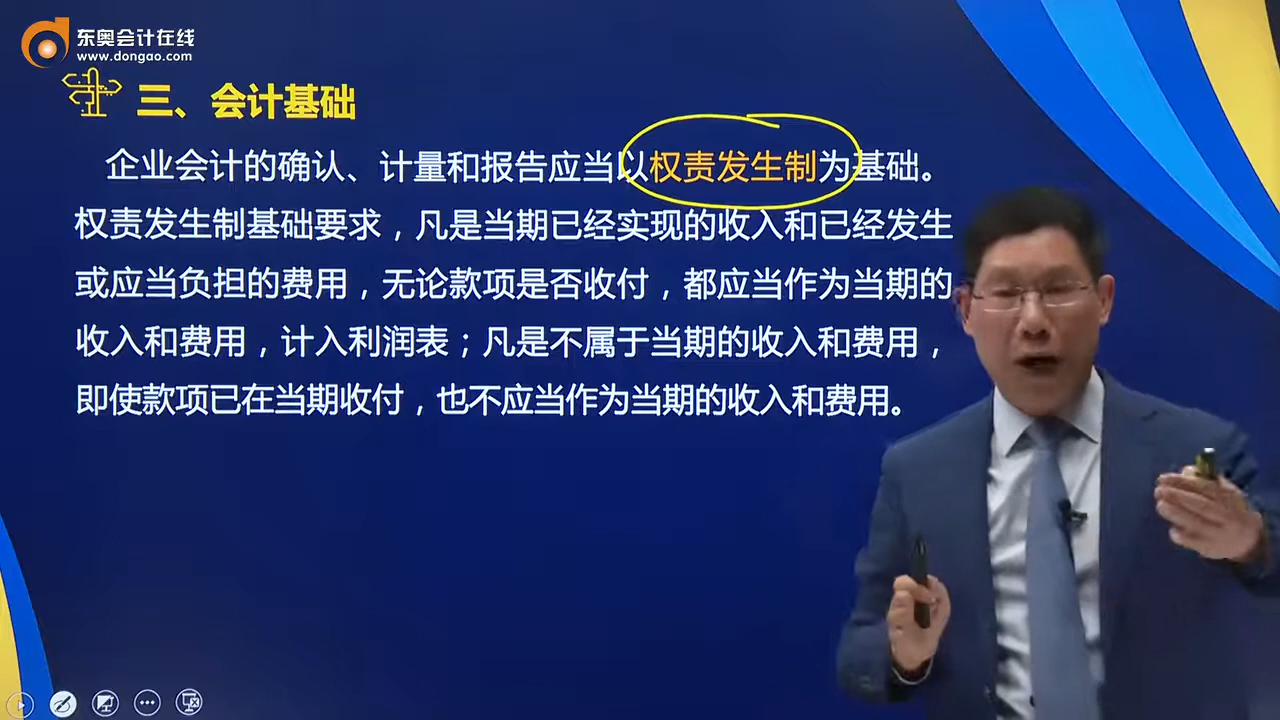 东奥会计在线
www.dongao.com
三、会计基础
企业会计的确认、计量和报告应当以权责发生制为基础。
权责发生制基础要求，凡是当期已经实现的收入和已经发生
或应当负担的费用，无论款项是否收付，都应当作为当期的
收入和费用，计入利润表；凡是不属于当期的收入和费用，
即使款项已在当期收付，也不应当作为当期的收入和费用。